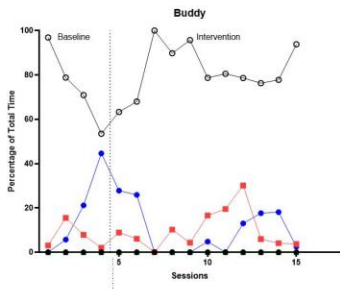 Buddy
Baseline Intervention
Percentage of Total Time
100
80
60
40
20
0
5 10 15
Sessions